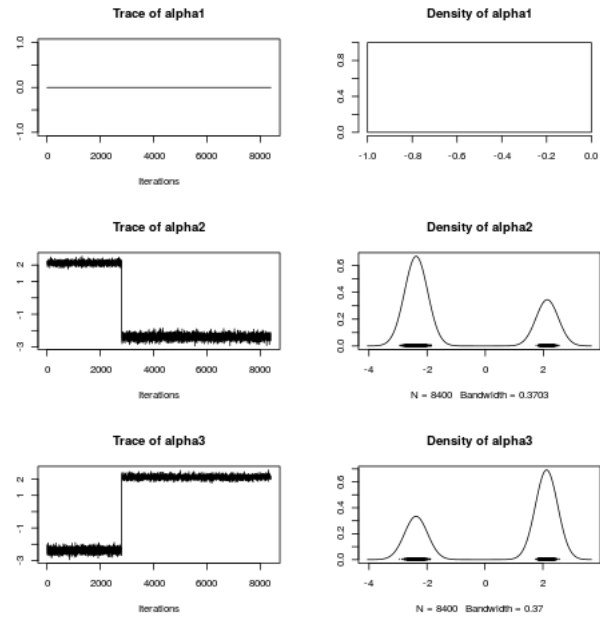 Trace of alpha1
1.0
0.0
-1.0
0 2000 4000 6000 8000
Iterations
Density of alpha1
0.8
0.4
0.0
-1.0 -0.8 -0.6 -0.4 -0.2 0.0
Trace of alpha2
2
-1
-3
0 2000 4000 6000 8000
Iterations
Density of alpha2
0.6
0.4
0.2
0.0
-4 -2 0 2
N = 8400 Bandwidth = 0.3703
Trace of alpha3
2
-1
-3
0 2000 4000 6000 8000
Iterations
Density of alpha3
0.6
0.4
0.2
0.0
-4 -2 0 2
N = 8400 Bandwidth = 0.37